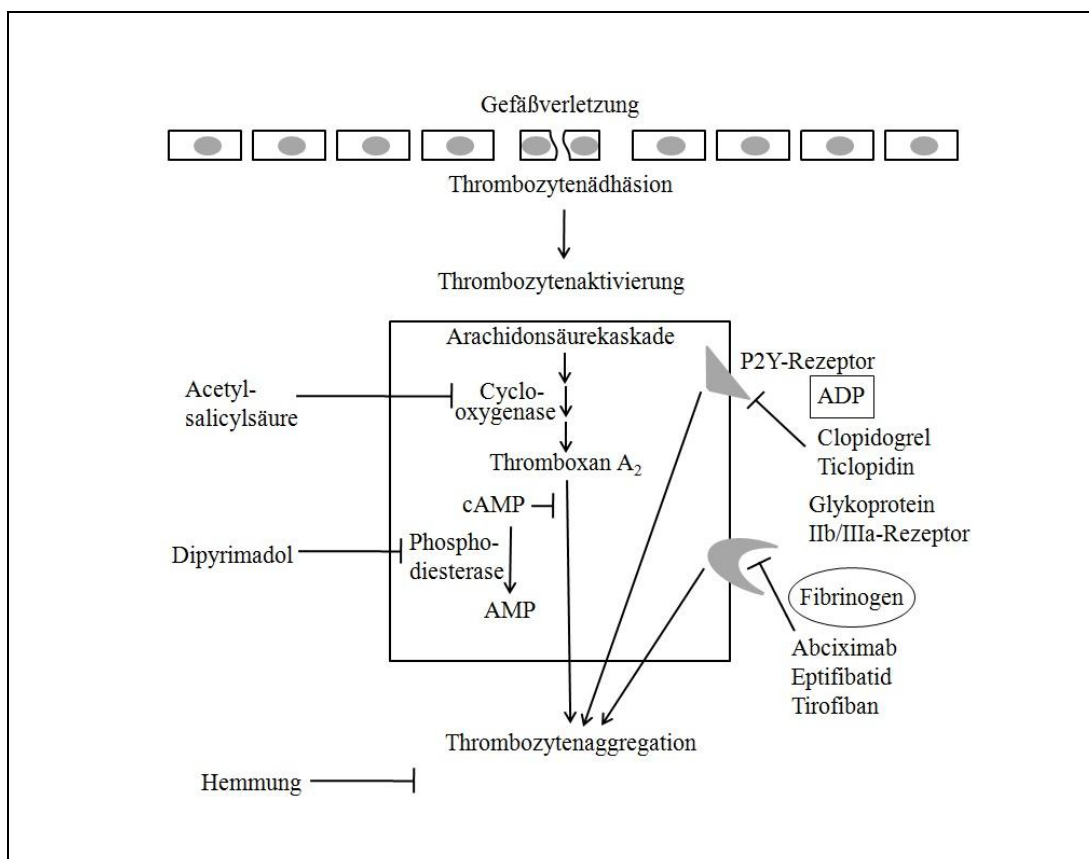 Gefäßverletzung
Thrombozytenädhäsion
Thrombozytenaktivierung
Arachidonsäurekaskade
Acetyl-
salicylsäure
Cyclo-
oxygenase
Thromboxan A₂
cAMP
Dipyrimadol
Phospho-
diesterase
AMP
P2Y-Rezeptor
ADP
Clopidogrel
Ticlopidin
Glykoprotein
IIb/IIIa-Rezeptor
Fibrinogen
Abciximab
Eptifibatid
Tirofiban
Thrombozytenaggregation
Hemmung